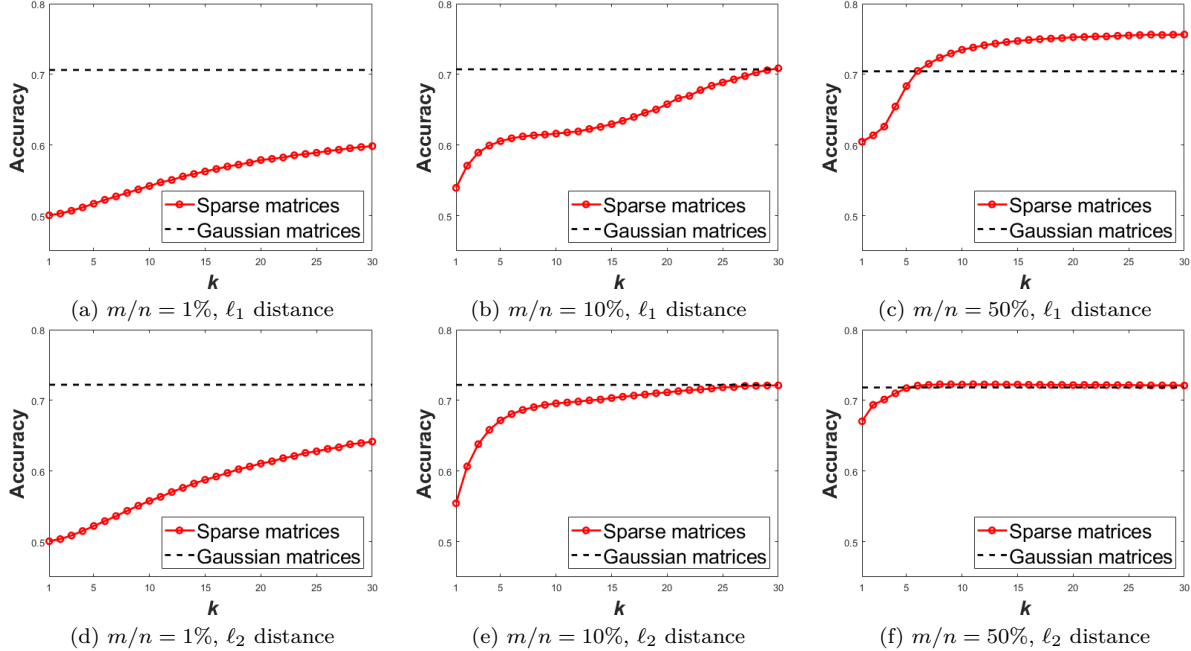 0.8
0.7
0.6
0.5
Accuracy
Sparse matrices
Gaussian matrices
1 5 10 15 20 25 30
k
(a) m/n = 1%, ℓ1 distance
0.8
0.7
0.6
0.5
Accuracy
Sparse matrices
Gaussian matrices
1 5 10 15 20 25 30
k
(b) m/n = 10%, ℓ1 distance
0.8
0.7
0.6
0.5
Accuracy
Sparse matrices
Gaussian matrices
1 5 10 15 20 25 30
k
(c) m/n = 50%, ℓ1 distance
0.8
0.7
0.6
0.5
Accuracy
Sparse matrices
Gaussian matrices
1 5 10 15 20 25 30
k
(d) m/n = 1%, ℓ2 distance
0.8
0.7
0.6
0.5
Accuracy
Sparse matrices
Gaussian matrices
1 5 10 15 20 25 30
k
(e) m/n = 10%, ℓ2 distance
0.8
0.7
0.6
0.5
Accuracy
Sparse matrices
Gaussian matrices
1 5 10 15 20 25 30
k
(f) m/n = 50%, ℓ2 distance